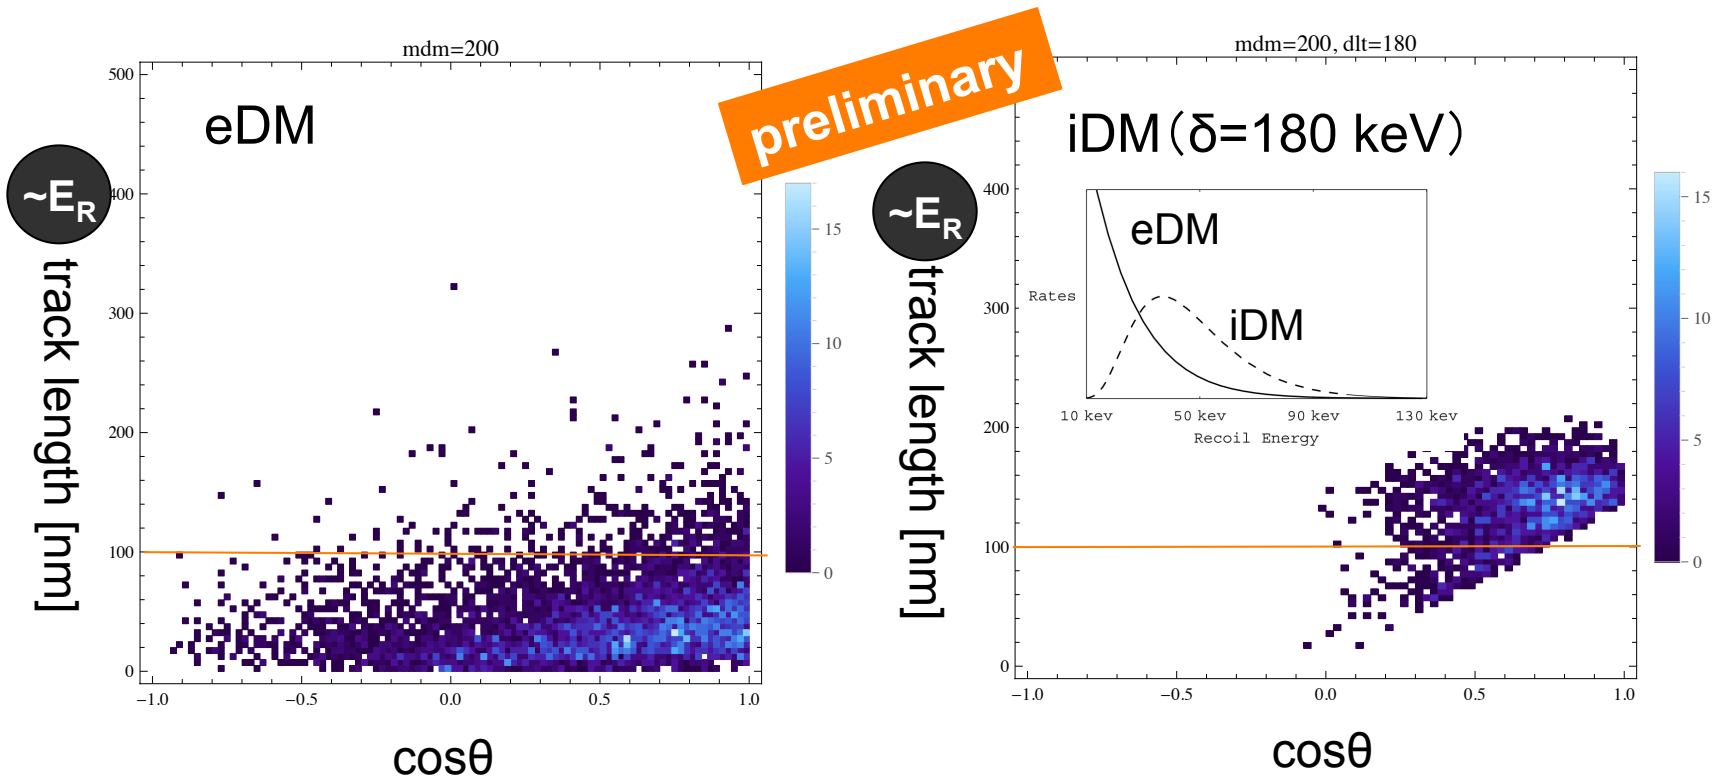 mdm=200
eDM
~ER
track length [nm]
500
400
300
200
100
0
−1.0
−0.5
0.0
0.5
1.0
cosθ
15
10
5
0
preliminary
mdm=200, dlt=180
iDM(δ=180 keV)
~ER
track length [nm]
400
300
200
100
0
−1.0
−0.5
0.0
0.5
1.0
cosθ
eDM
iDM
Rates
10 kev
50 kev
90 kev
130 kev
Recoil Energy
15
10
5
0